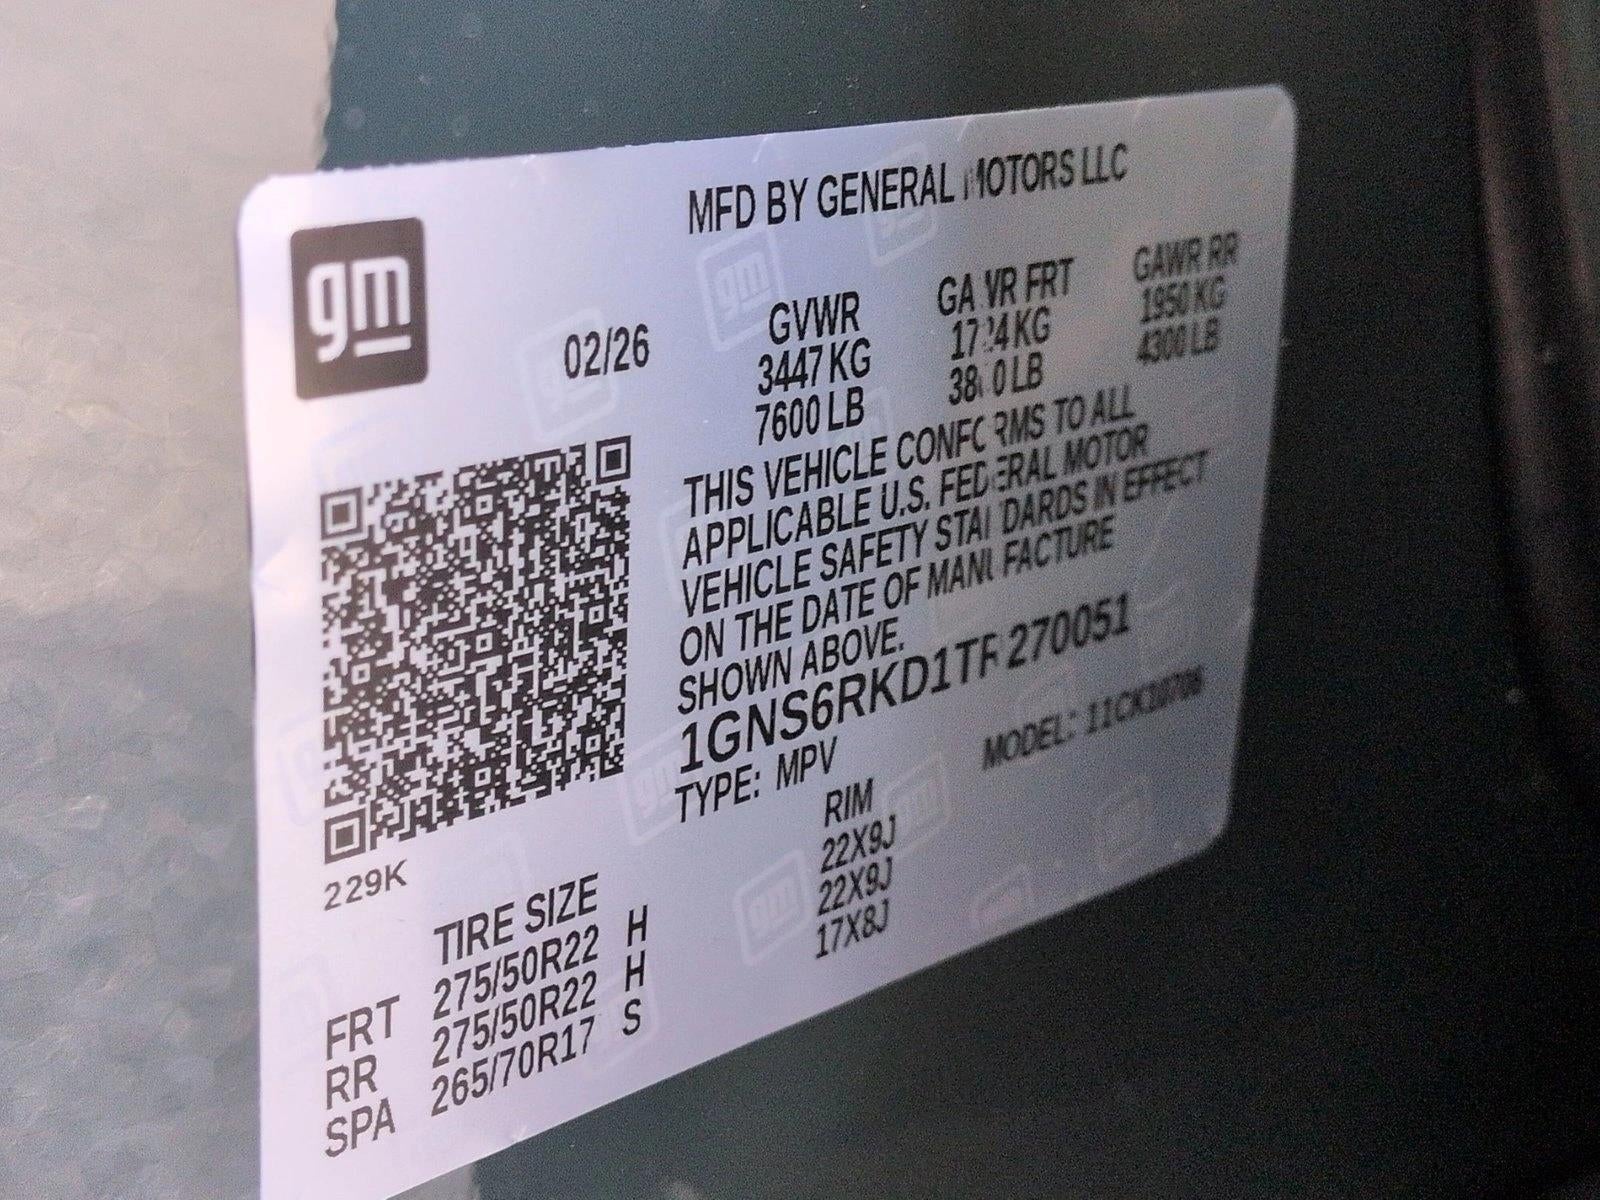 MFD BY GENERAL MOTORS LLC
gm
02/26
GVWR GAWR FRT GAWR RR
3447 KG 1950 KG
7600 LB 4300 LB
THIS VEHICLE CONFORMS TO ALL
APPLICABLE U.S. FEDERAL MOTOR
VEHICLE SAFETY STANDARDS IN EFFECT
ON THE DATE OF MANUFACTURE
SHOWN ABOVE.
TYPE: MPV MODEL: 11CK10706
229K
TIRE SIZE RIM
FRT 275/50R22 H 22X9J
RR 275/50R22 H 22X9J
SPA 265/70R17 S 17X8J